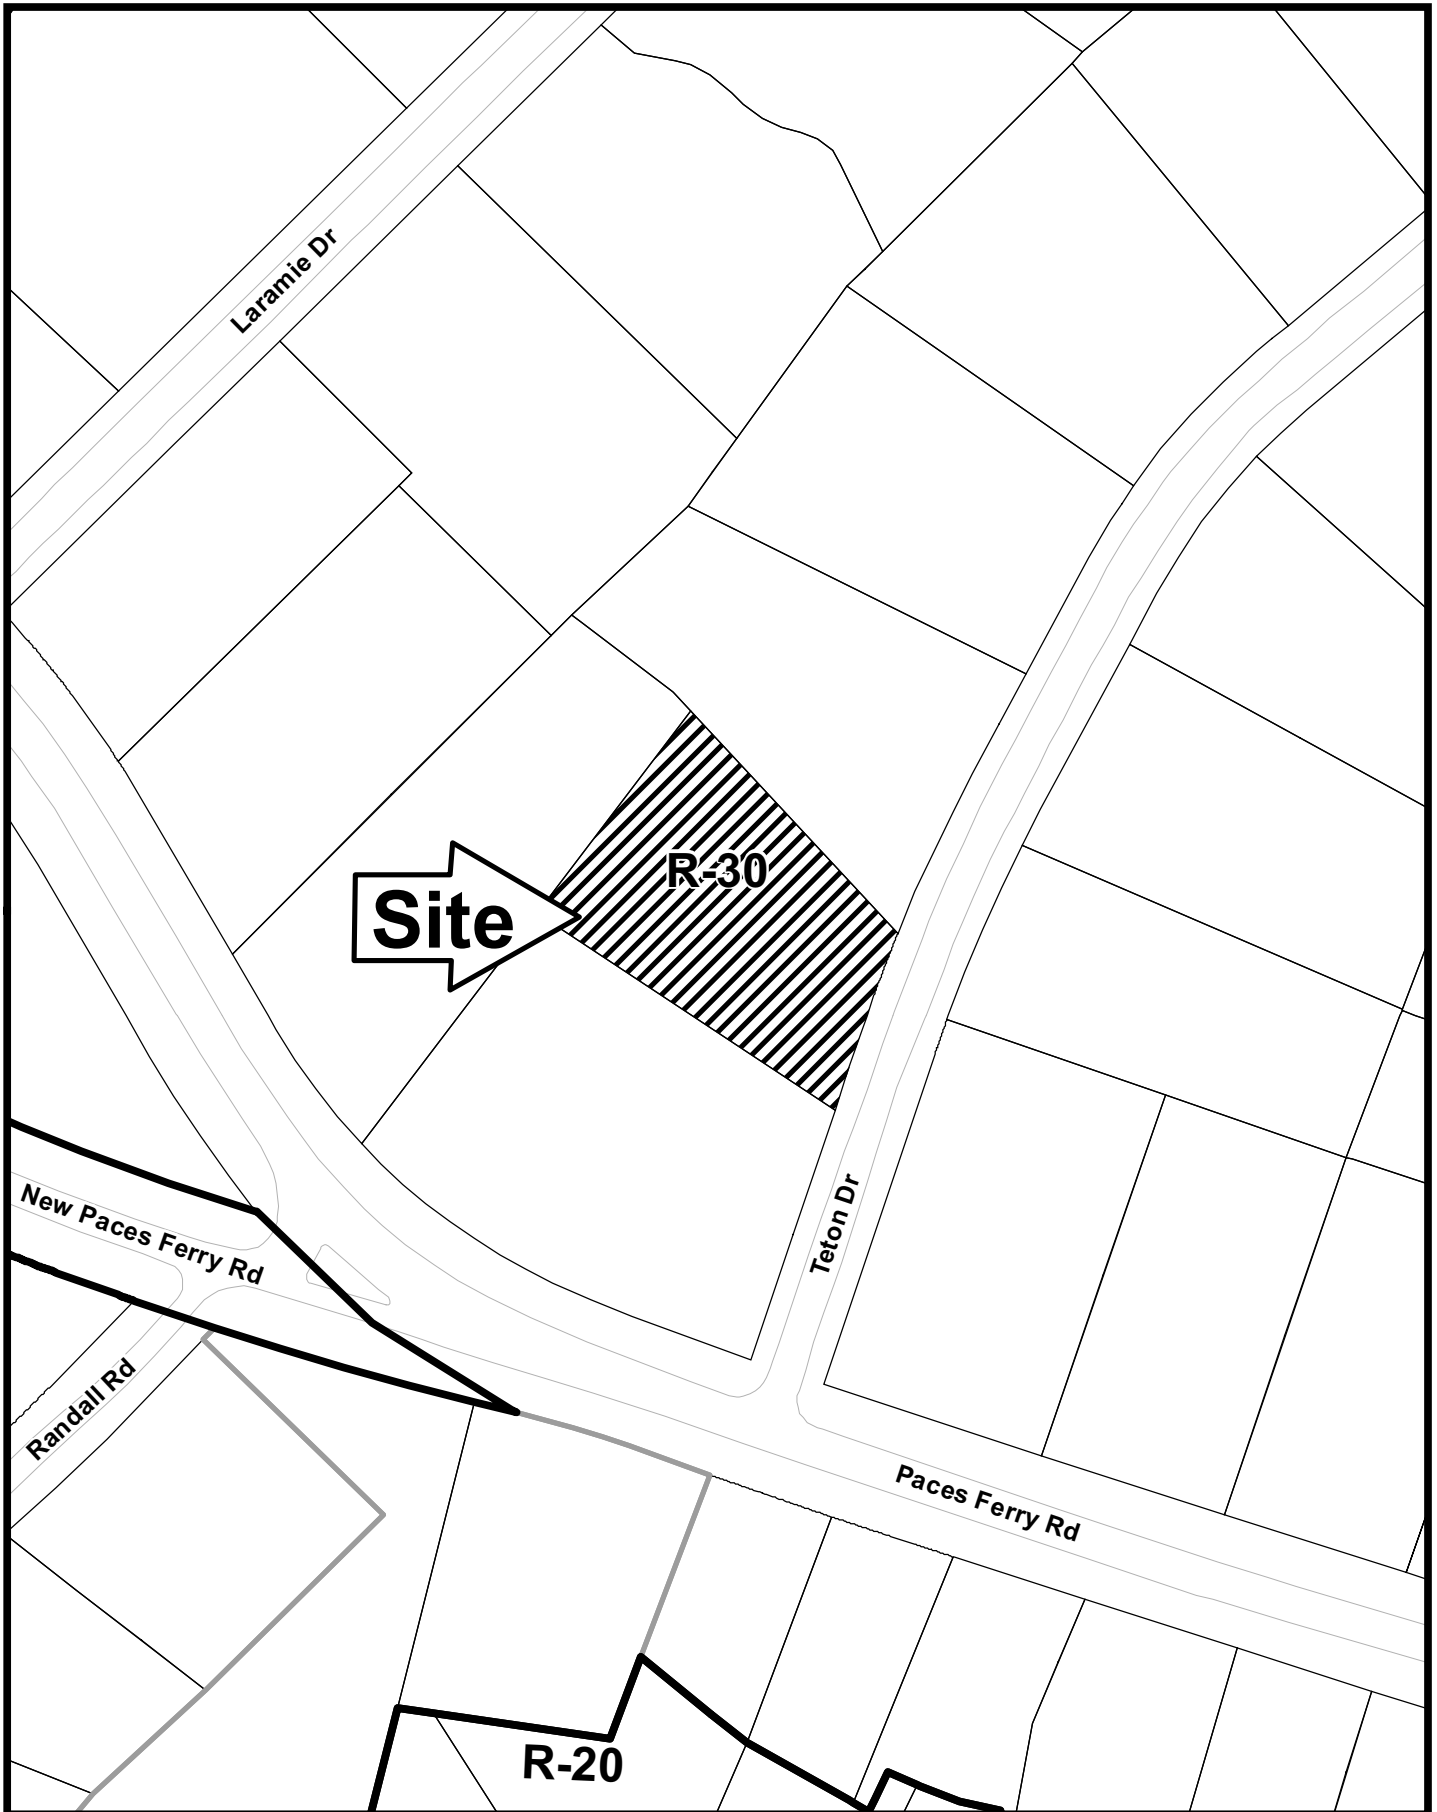 Laramie Dr
R-30
Site
Teton Dr
New Paces Ferry Rd
Randall Rd
Paces Ferry Rd
R-20